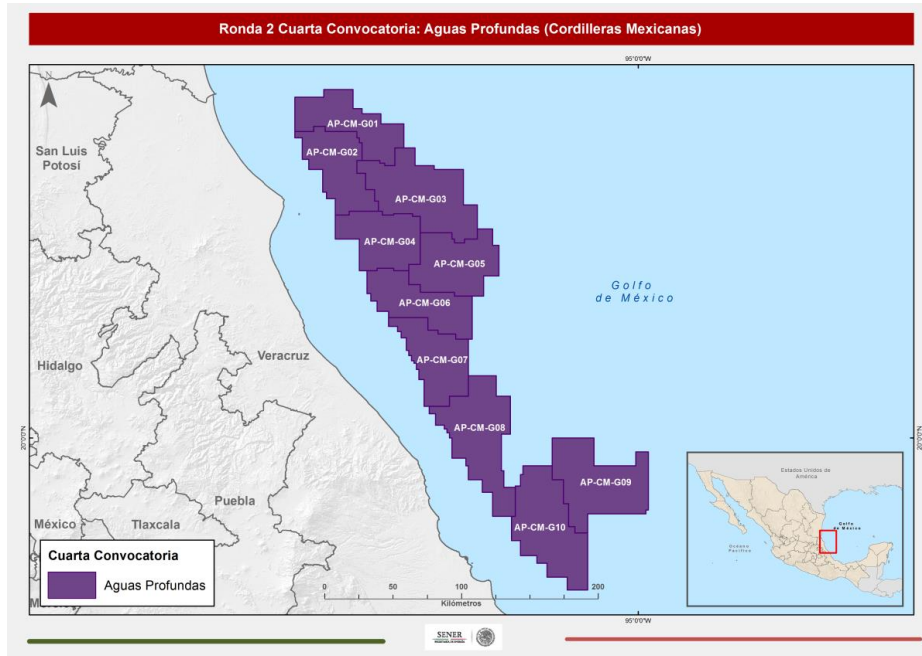 Ronda 2 Cuarta Convocatoria: Aguas Profundas (Cordilleras Mexicanas)
95°0'0"W
N
AP-CM-G01
San Luis
Potosí
AP-CM-G02
AP-CM-G03
AP-CM-G04
AP-CM-G05
Golfo
de México
AP-CM-G06
Veracruz
Hidalgo
AP-CM-G07
AP-CM-G08
20°0'0"N
20°0'0"N
AP-CM-G09
Puebla
México
Tlaxcala
AP-CM-G10
Cuarta Convocatoria
Aguas Profundas
0 50 100 200
Kilómetros
Estados Unidos de
América
Golfo
de México
Océano
Pacífico
95°0'0"W
SENER